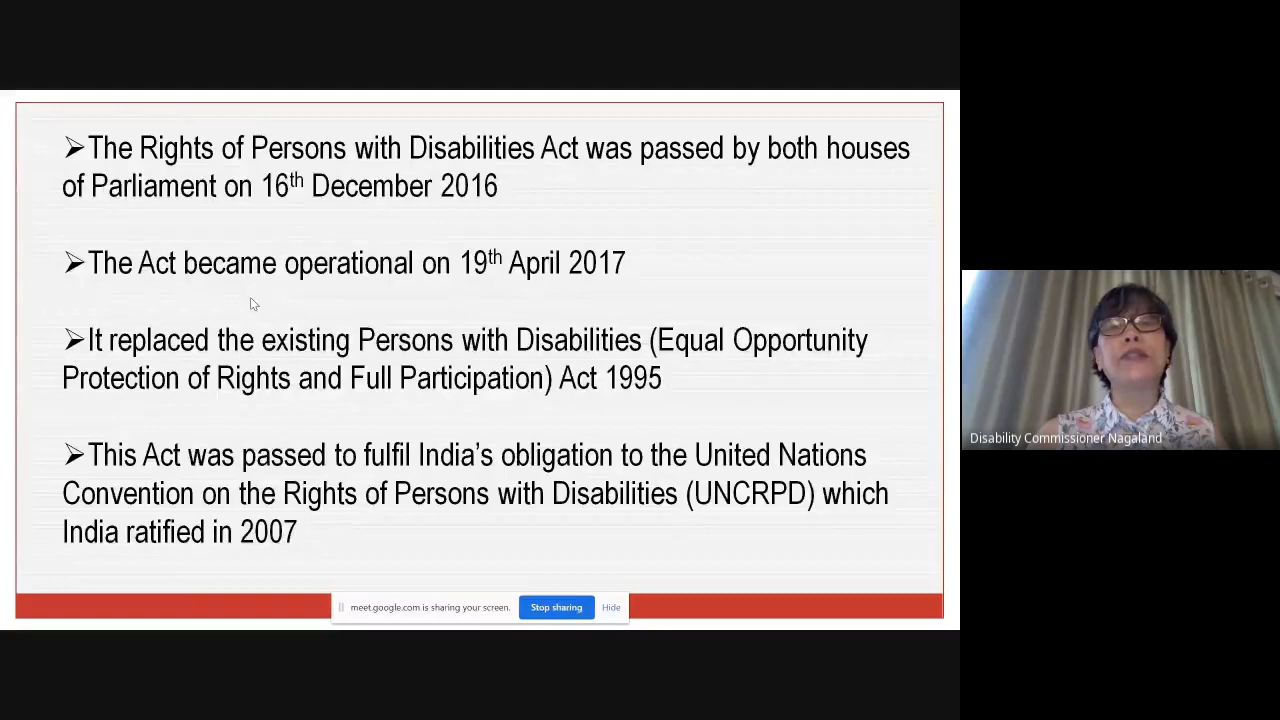 ➢The Rights of Persons with Disabilities Act was passed by both houses
of Parliament on 16th December 2016
➢The Act became operational on 19th April 2017
➢It replaced the existing Persons with Disabilities (Equal Opportunity
Protection of Rights and Full Participation) Act 1995
➢This Act was passed to fulfil India’s obligation to the United Nations
Convention on the Rights of Persons with Disabilities (UNCRPD) which
India ratified in 2007
meet.google.com is sharing your screen. Stop sharing Hide
Disability Commissioner Nagaland